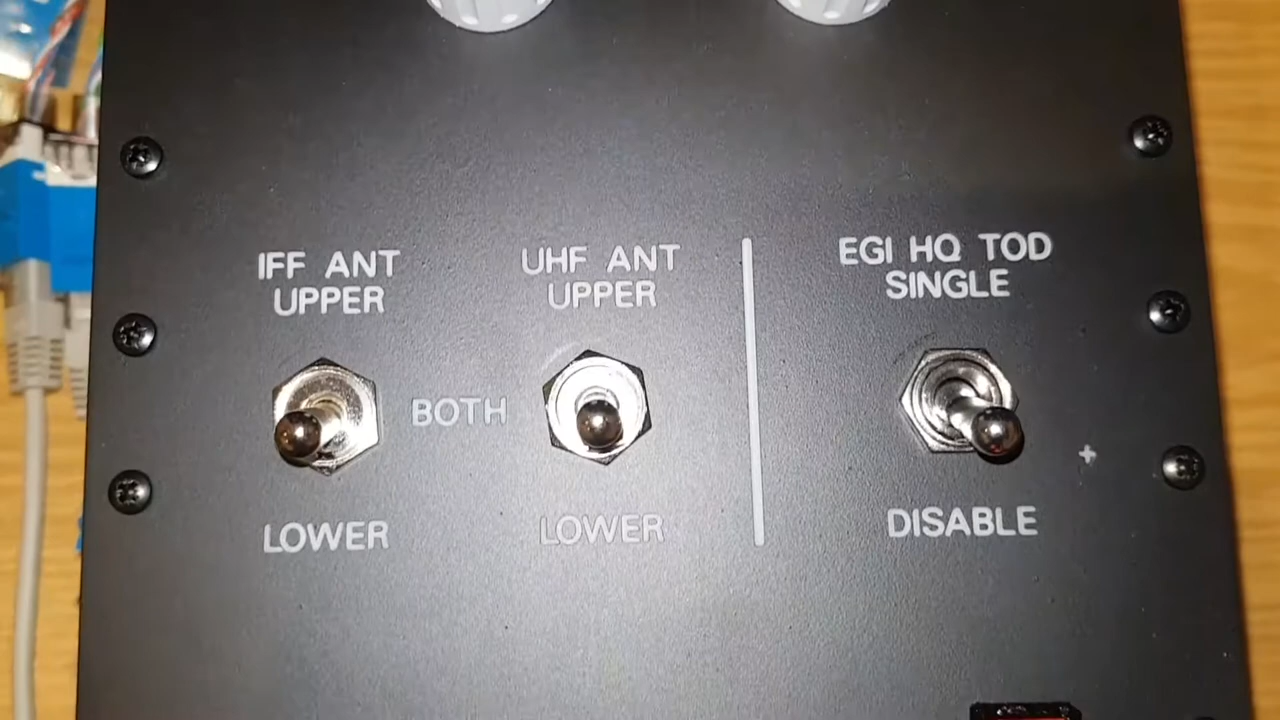 IFF ANT
UPPER
UHF ANT
UPPER
EGI HQ TOD
SINGLE
BOTH
+
LOWER
LOWER
DISABLE